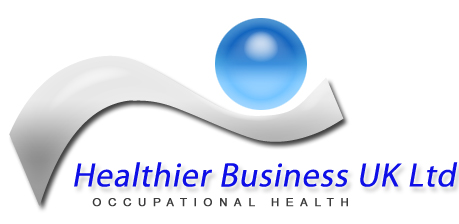 Healthier Business UK Ltd
OCCUPATIONAL HEALTH